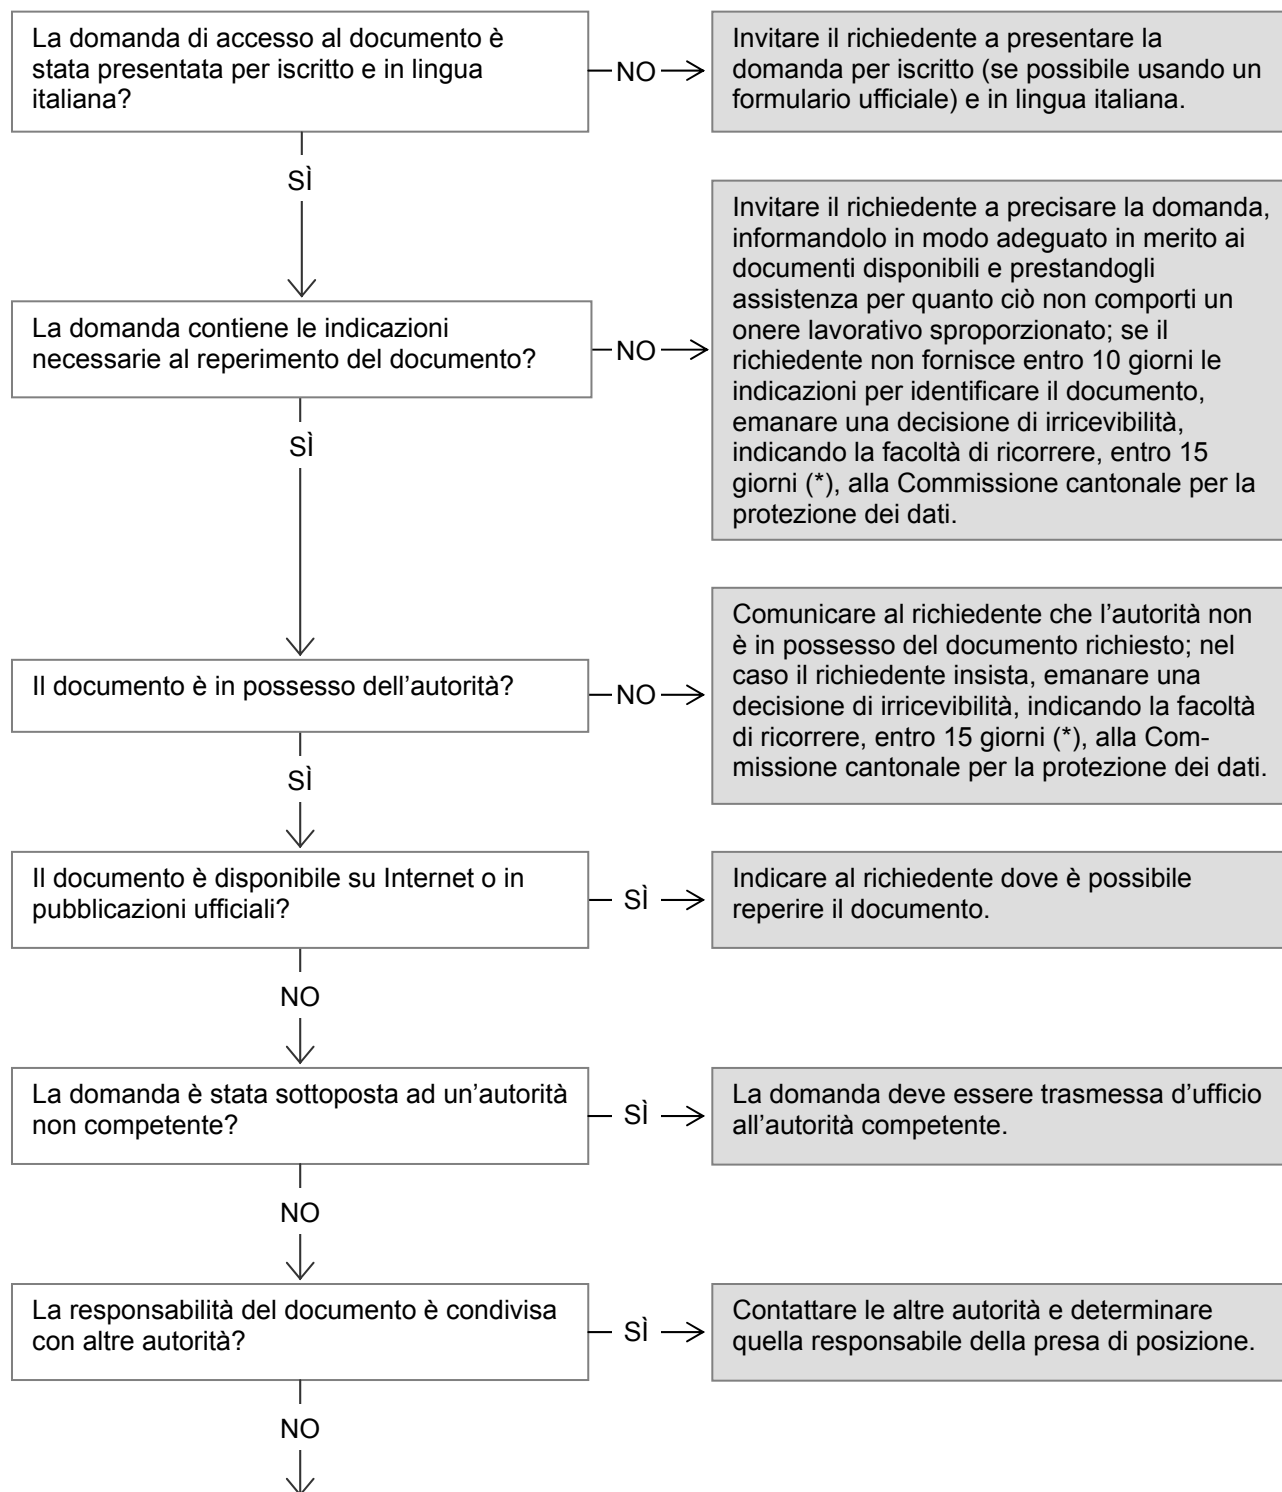 La domanda di accesso al documento è
stata presentata per iscritto e in lingua
italiana?
NO
Invitare il richiedente a presentare la
domanda per iscritto (se possibile usando un
formulario ufficiale) e in lingua italiana.
SÌ
La domanda contiene le indicazioni
necessarie al reperimento del documento?
NO
Invitare il richiedente a precisare la domanda,
informandolo in modo adeguato in merito ai
documenti disponibili e prestandogli
assistenza per quanto ciò non comporti un
onere lavorativo sproporzionato; se il
richiedente non fornisce entro 10 giorni le
indicazioni per identificare il documento,
emanare una decisione di irricevibilità,
indicando la facoltà di ricorrere, entro 15
giorni (*), alla Commissione cantonale per la
protezione dei dati.
SÌ
Il documento è in possesso dell’autorità?
NO
Comunicare al richiedente che l’autorità non
è in possesso del documento richiesto; nel
caso il richiedente insista, emanare una
decisione di irricevibilità, indicando la facoltà
di ricorrere, entro 15 giorni (*), alla Com-
missione cantonale per la protezione dei dati.
SÌ
Il documento è disponibile su Internet o in
pubblicazioni ufficiali?
SÌ
Indicare al richiedente dove è possibile
reperire il documento.
NO
La domanda è stata sottoposta ad un’autorità
non competente?
SÌ
La domanda deve essere trasmessa d’ufficio
all’autorità competente.
NO
La responsabilità del documento è condivisa
con altre autorità?
SÌ
Contattare le altre autorità e determinare
quella responsabile della presa di posizione.
NO